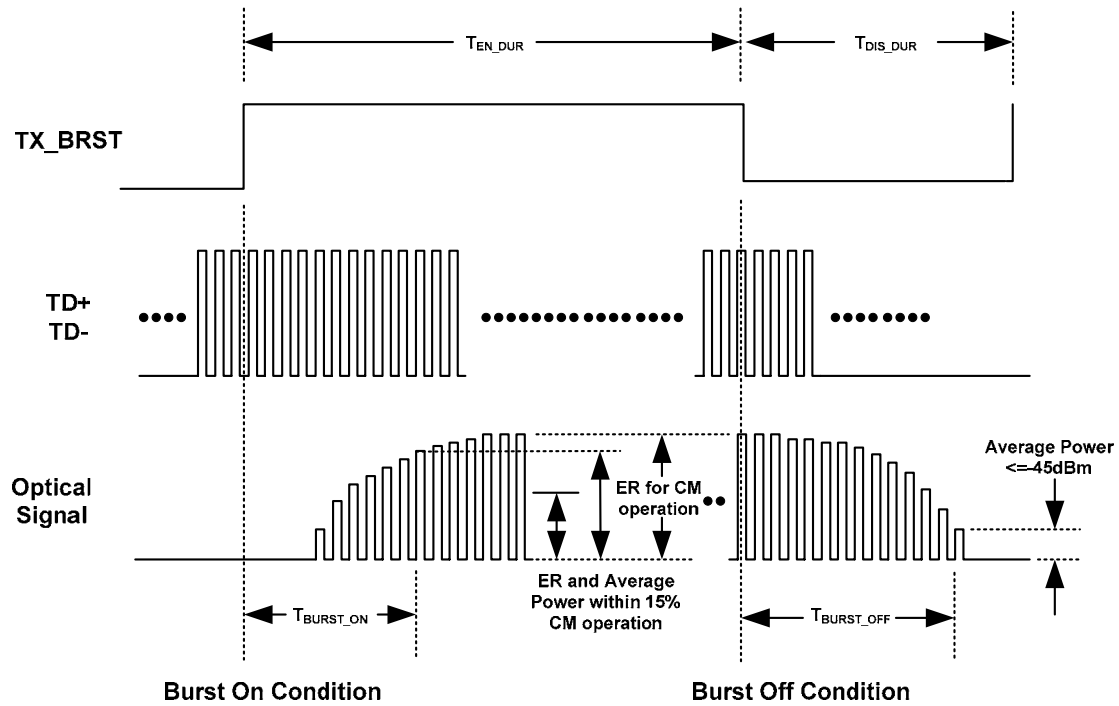 TEN_DUR
TDIS_DUR
TX_BRST
TD+
TD-
Optical
Signal
ER for CM
operation
Average Power
<=-45dBm
ER and Average
Power within 15%
CM operation
TBURST_ON
TBURST_OFF
Burst On Condition
Burst Off Condition